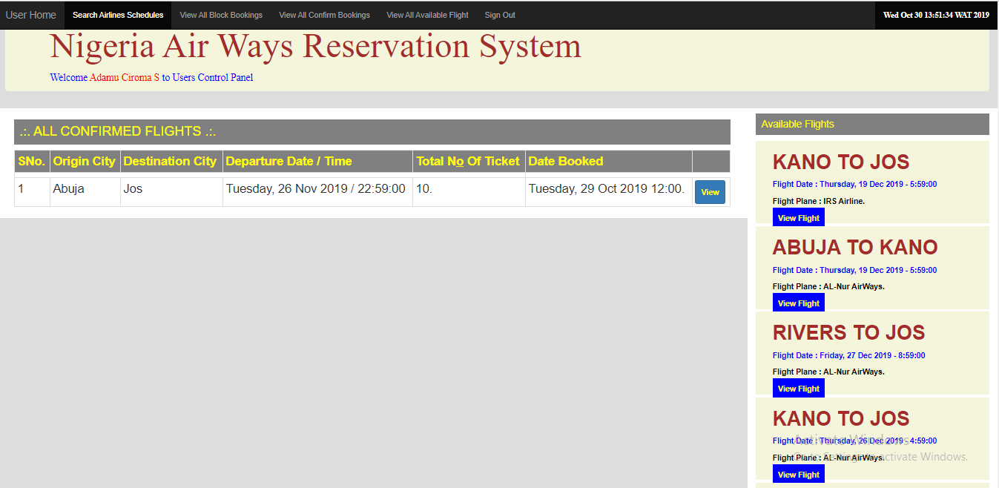 User Home Search Airlines Schedules View All Block Bookings View All Confirm Bookings View All Available Flight Sign Out Wed Oct 30 13:51:34 WAT 2019
Nigeria Air Ways Reservation System
Welcome Adamu Ciroma S to Users Control Panel
.:. ALL CONFIRMED FLIGHTS .:.
SNo. Origin City Destination City Departure Date / Time Total No Of Ticket Date Booked
1 Abuja Jos Tuesday, 26 Nov 2019 / 22:59:00 10. Tuesday, 29 Oct 2019 12:00. View
Available Flights
KANO TO JOS
Flight Date : Thursday, 19 Dec 2019 - 5:59:00
Flight Plane : IRS Airline.
View Flight
ABUJA TO KANO
Flight Date : Thursday, 19 Dec 2019 - 5:59:00
Flight Plane : AL-Nur AirWays.
View Flight
RIVERS TO JOS
Flight Date : Friday, 27 Dec 2019 - 8:59:00
Flight Plane : AL-Nur AirWays.
View Flight
KANO TO JOS
Flight Date : Thursday, 26 Dec 2019 - 4:59:00
Flight Plane : AL-Nur AirWays.
View Flight
Activate Windows
Go to Settings to activate Windows.